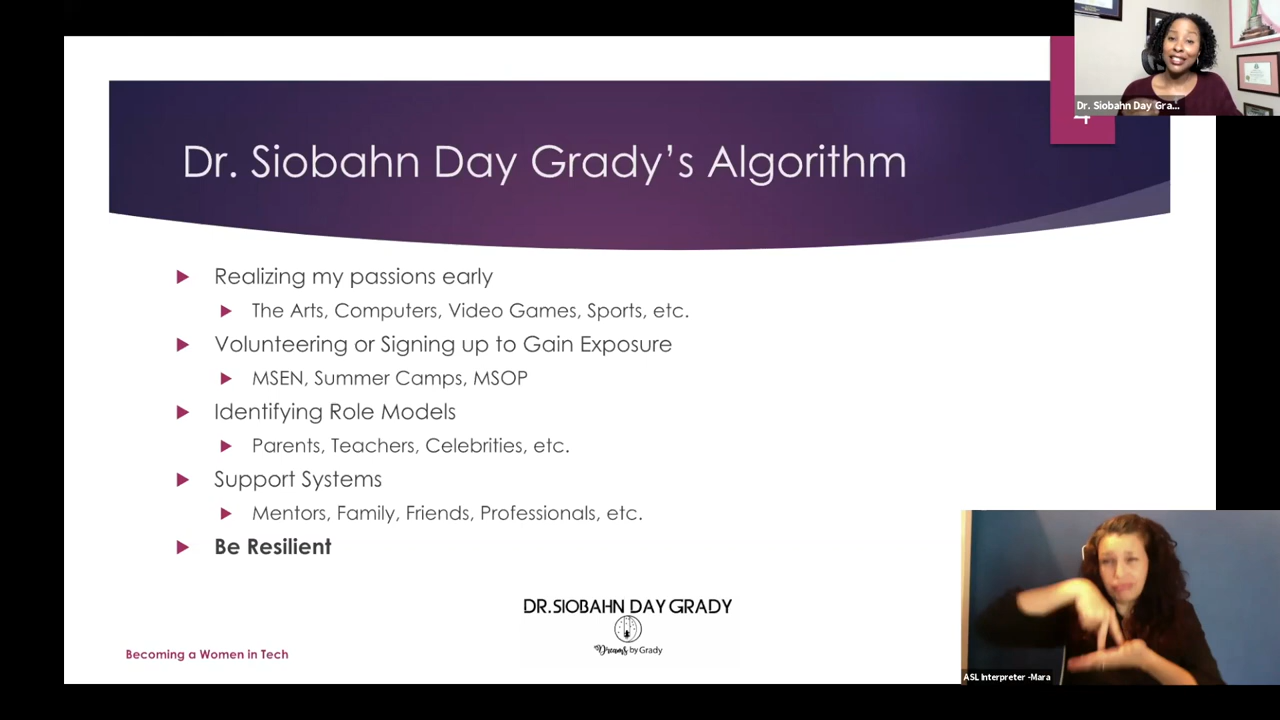 Dr. Siobahn Day Gra...
Dr. Siobahn Day Grady's Algorithm
Realizing my passions early
The Arts, Computers, Video Games, Sports, etc.
Volunteering or Signing up to Gain Exposure
MSEN, Summer Camps, MSOP
Identifying Role Models
Parents, Teachers, Celebrities, etc.
Support Systems
Mentors, Family, Friends, Professionals, etc.
Be Resilient
DR.SIOBAHN DAY GRADY
Dreams by Grady
Becoming a Women in Tech
ASL Interpreter -Mara